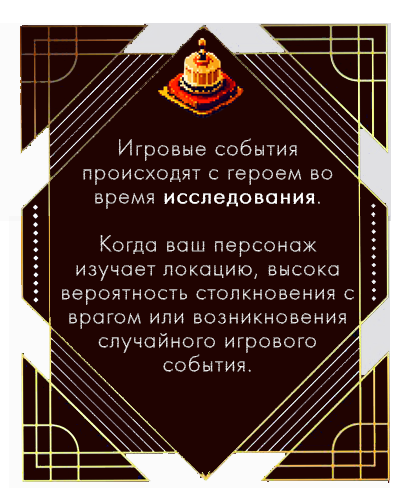 Игровые события
происходят с героем во
время исследования.
Когда ваш персонаж
изучает локацию, высока
вероятность столкновения с
врагом или возникновения
случайного игрового
события.